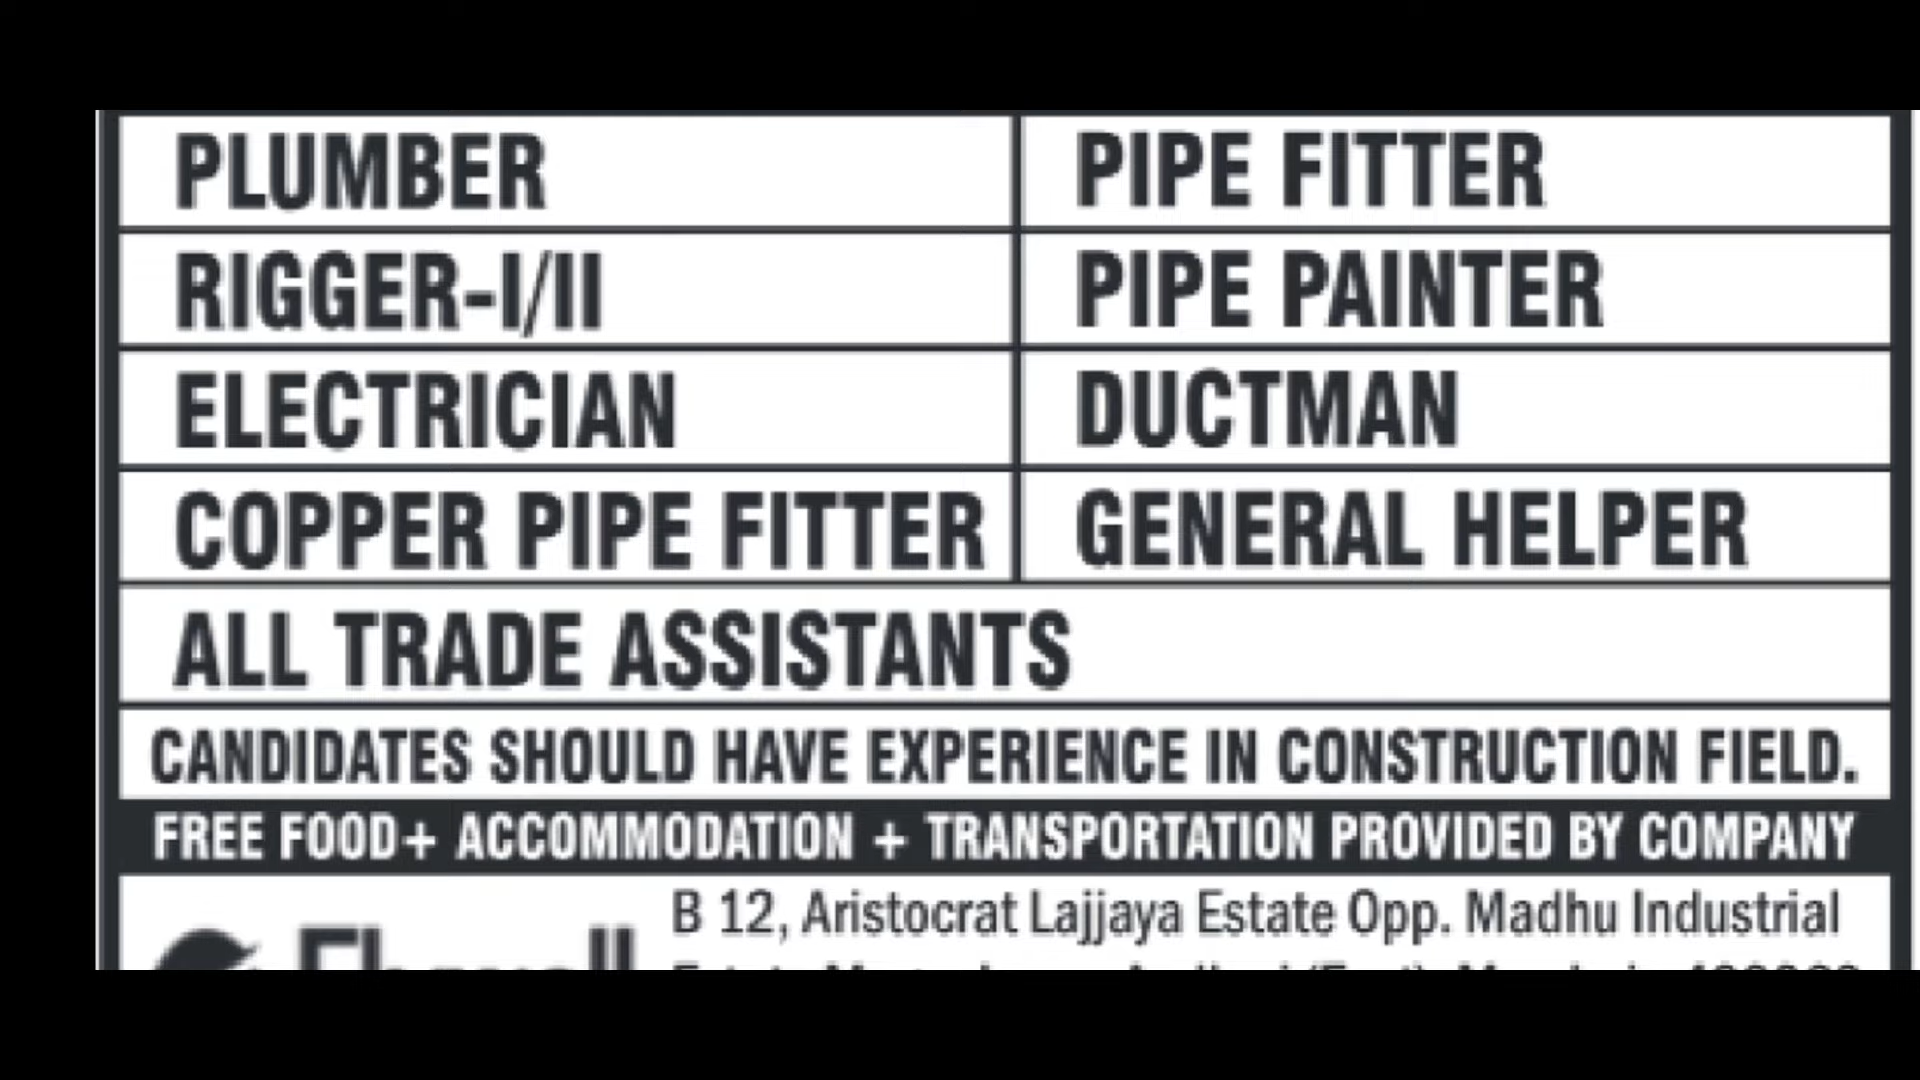 PLUMBER PIPE FITTER
RIGGER-I/II PIPE PAINTER
ELECTRICIAN DUCTMAN
COPPER PIPE FITTER GENERAL HELPER
ALL TRADE ASSISTANTS
CANDIDATES SHOULD HAVE EXPERIENCE IN CONSTRUCTION FIELD.
FREE FOOD+ ACCOMMODATION + TRANSPORTATION PROVIDED BY COMPANY
B 12, Aristocrat Lajjaya Estate Opp. Madhu Industrial